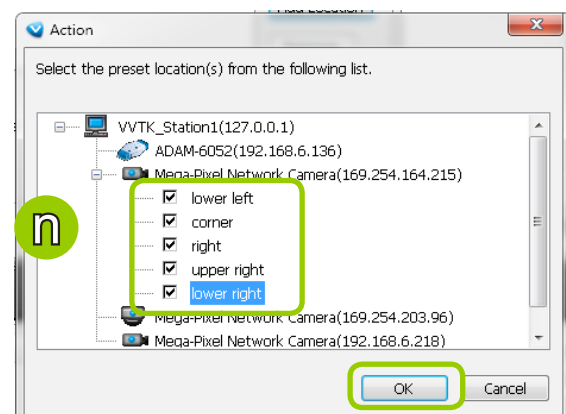 Add Location
Action
Select the preset location(s) from the following list.
VVTK_Station1(127.0.0.1)
ADAM-6052(192.168.6.136)
Mega-Pixel Network Camera(169.254.164.215)
n
lower left
corner
right
upper right
lower right
Mega-Pixel Network Camera(169.254.203.96)
Mega-Pixel Network Camera(192.168.6.218)
OK
Cancel